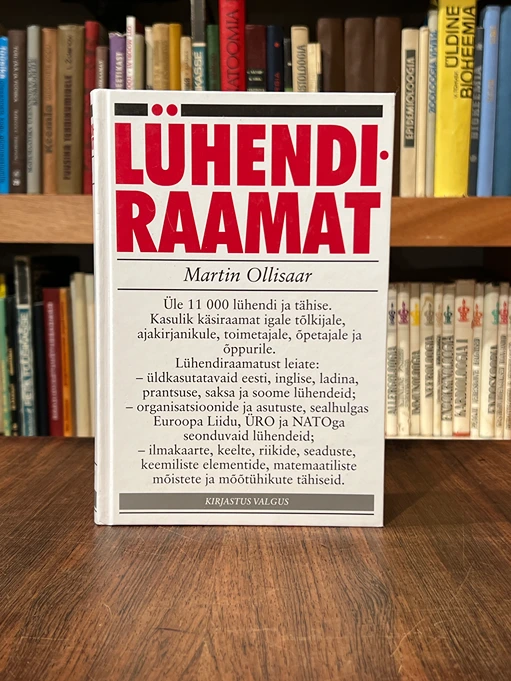 LÜHENDI-
RAAMAT
Martin Ollisaar
Üle 11 000 lühendi ja tähise.
Kasulik käsiraamat igale tõlkijale,
ajakirjanikule, toimetajale, õpetajale ja
õppurile.
Lühendiraamatust leiate:
– üldkasutatavaid eesti, inglise, ladina,
prantsuse, saksa ja soome lühendeid;
– organisatsioonide ja asutuste, sealhulgas
Euroopa Liidu, ÜRO ja NATOga
seonduvaid lühendeid;
– ilmakaarte, keelte, riikide, seaduste,
keemiliste elementide, matemaatiliste
mõistete ja mõõtühikute tähiseid.
KIRJASTUS VALGUS
EPIDEMIOLOOGIA
ÜLDINE
BIOKEEMIA